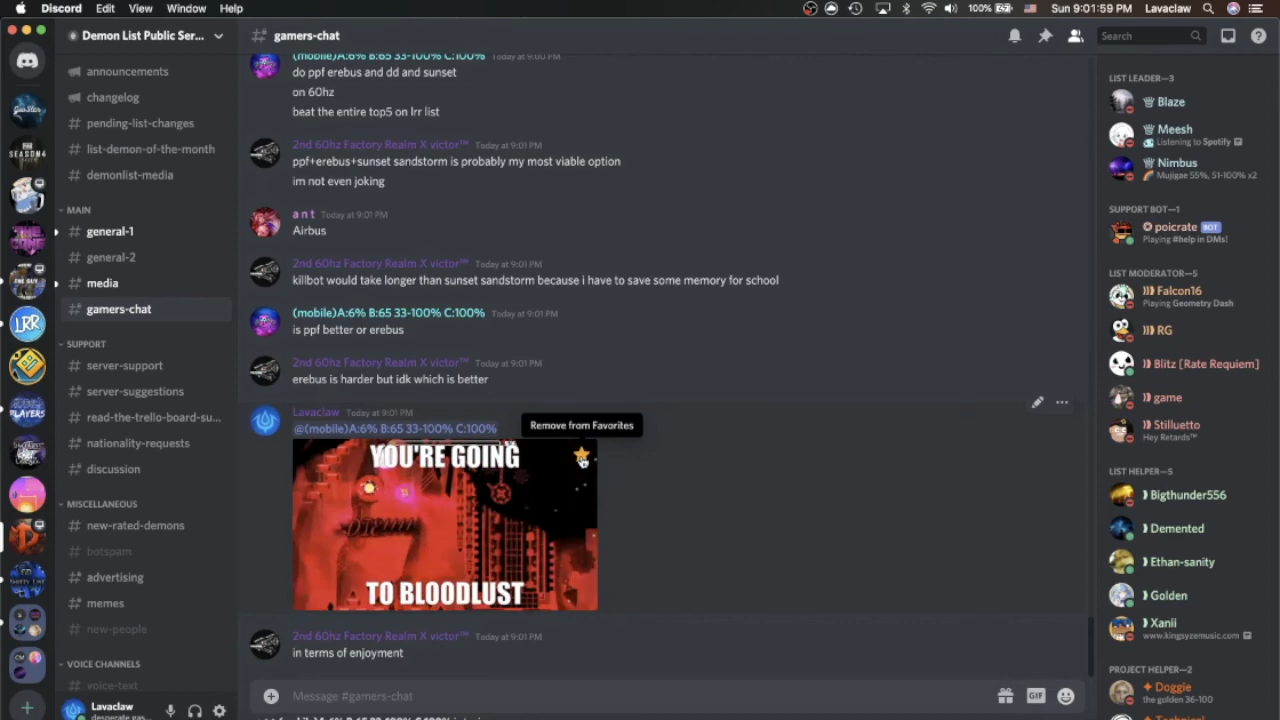 Discord Edit View Window Help
100% Sun 9:01:59 PM Lavaclaw
Demon List Public Ser...
announcements
changelog
pending-list-changes
list-demon-of-the-month
demonlist-media
MAIN
general-1
general-2
media
gamers-chat
SUPPORT
server-support
server-suggestions
read-the-trello-board-su...
nationality-requests
discussion
MISCELLANEOUS
new-rated-demons
botspam
advertising
memes
new-people
VOICE CHANNELS
voice-text
Lavaclaw
desperate gas...
SEASON4
LRR
PLAYERS
CM
gamers-chat
Search
(mobile)A:6% B:65 33-100% C:100% Today at 9:00 PM
do ppf erebus and dd and sunset
on 60hz
beat the entire top5 on lrr list
2nd 60hz Factory Realm X victor™ Today at 9:01 PM
ppf+erebus+sunset sandstorm is probably my most viable option
im not even joking
a n t Today at 9:01 PM
Airbus
2nd 60hz Factory Realm X victor™ Today at 9:01 PM
killbot would take longer than sunset sandstorm because i have to save some memory for school
(mobile)A:6% B:65 33-100% C:100% Today at 9:01 PM
is ppf better or erebus
2nd 60hz Factory Realm X victor™ Today at 9:01 PM
erebus is harder but idk which is better
Lavaclaw Today at 9:01 PM
@(mobile)A:6% B:65 33-100% C:100%
Remove from Favorites
YOU'RE GOING
TO BLOODLUST
2nd 60hz Factory Realm X victor™ Today at 9:01 PM
in terms of enjoyment
Message #gamers-chat
GIF
LIST LEADER—3
Blaze
Meesh
Listening to Spotify
Nimbus
Mujigae 55%, 51-100% x2
SUPPORT BOT—1
poicrate BOT
Playing #help in DMs!
LIST MODERATOR—5
Falcon16
Playing Geometry Dash
RG
Blitz [Rate Requiem]
game
Stilluetto
Hey Retards™
LIST HELPER—5
Bigthunder556
Demented
Ethan-sanity
Golden
Xanii
www.kingsyzemusic.com
PROJECT HELPER—2
Doggie
the golden 36-100